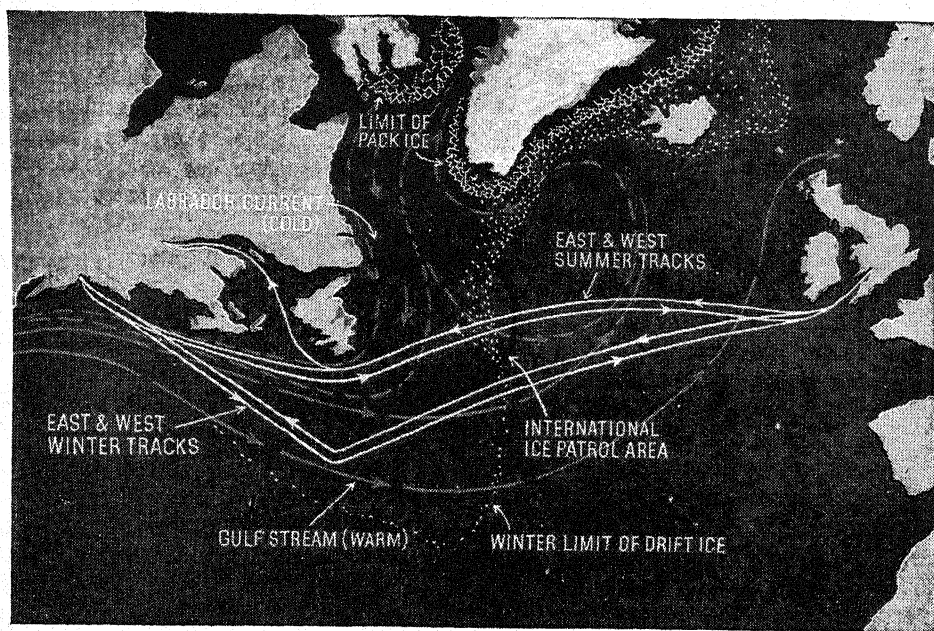 LIMIT OF
PACK ICE
LABRADOR CURRENT
(COLD)
EAST & WEST
SUMMER TRACKS
EAST & WEST
WINTER TRACKS
INTERNATIONAL
ICE PATROL AREA
GULF STREAM (WARM)
WINTER LIMIT OF DRIFT ICE